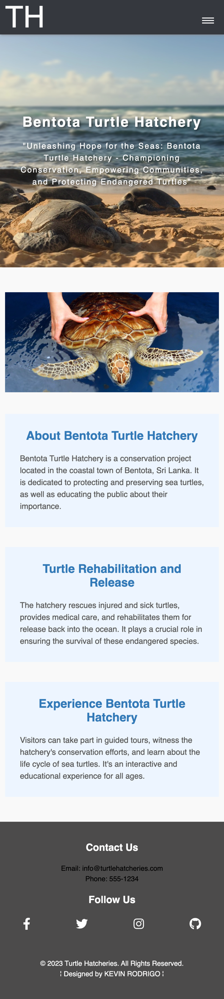 TH
Bentota Turtle Hatchery
"Unleashing Hope for the Seas: Bentota
Turtle Hatchery - Championing
Conservation, Empowering Communities,
and Protecting Endangered Turtles"
About Bentota Turtle Hatchery
Bentota Turtle Hatchery is a conservation project
located in the coastal town of Bentota, Sri Lanka. It
is dedicated to protecting and preserving sea turtles,
as well as educating the public about their
importance.
Turtle Rehabilitation and
Release
The hatchery rescues injured and sick turtles,
provides medical care, and rehabilitates them for
release back into the ocean. It plays a crucial role in
ensuring the survival of these endangered species.
Experience Bentota Turtle
Hatchery
Visitors can take part in guided tours, witness the
hatchery's conservation efforts, and learn about the
life cycle of sea turtles. It's an interactive and
educational experience for all ages.
Contact Us
Email: info@turtlehatcheries.com
Phone: 555-1234
Follow Us
© 2023 Turtle Hatcheries. All Rights Reserved.
¦ Designed by KEVIN RODRIGO ¦